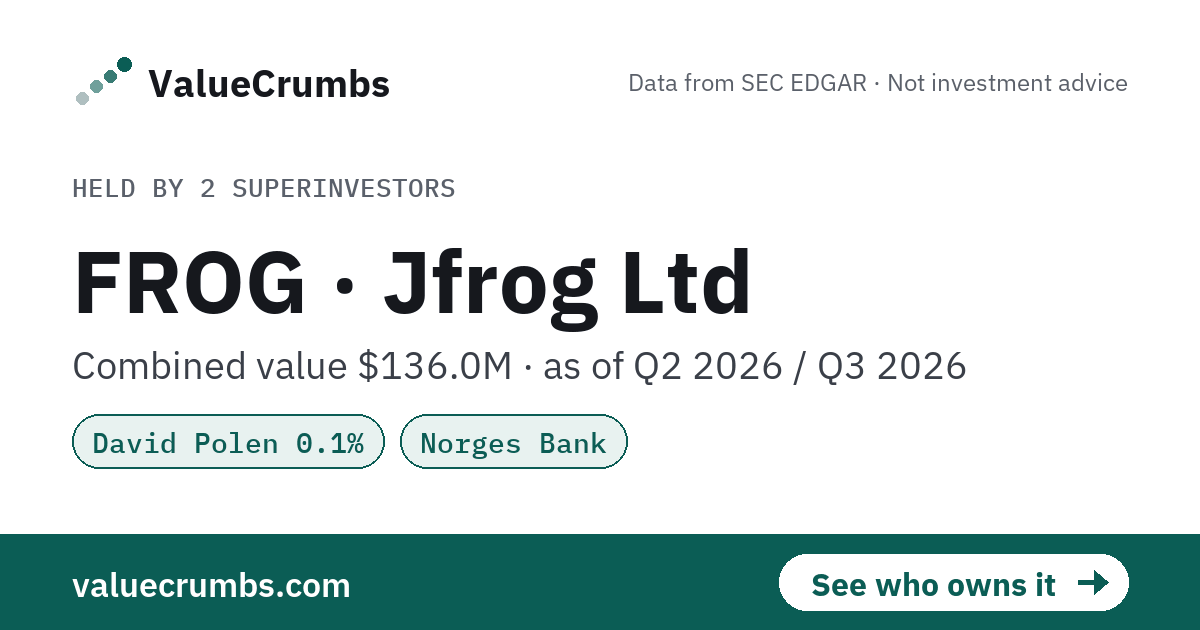 ValueCrumbs
Data from SEC EDGAR · Not investment advice
HELD BY 2 SUPERINVESTORS
FROG · Jfrog Ltd
Combined value $136.0M · as of Q2 2026 / Q3 2026
David Polen 0.1%
Norges Bank
valuecrumbs.com
See who owns it →